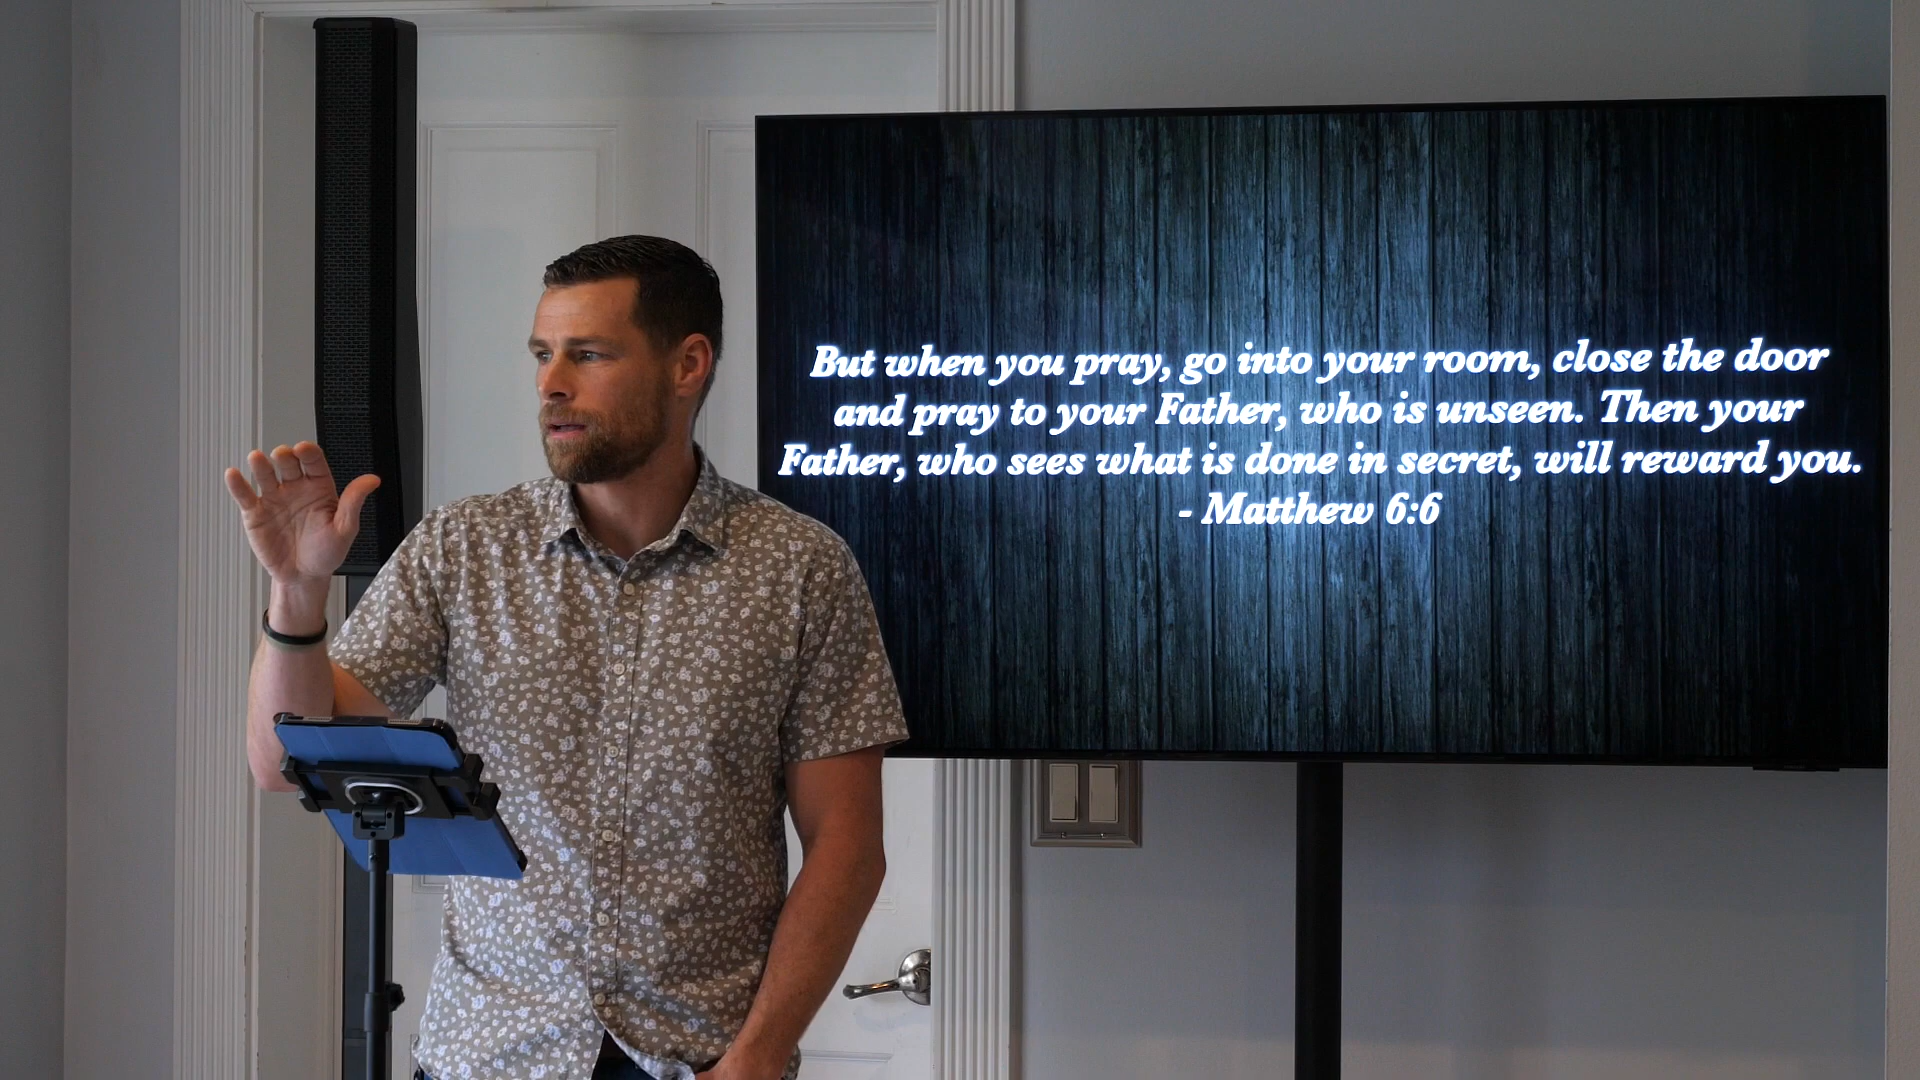 But when you pray, go into your room, close the door
and pray to your Father, who is unseen. Then your
Father, who sees what is done in secret, will reward you.
- Matthew 6:6